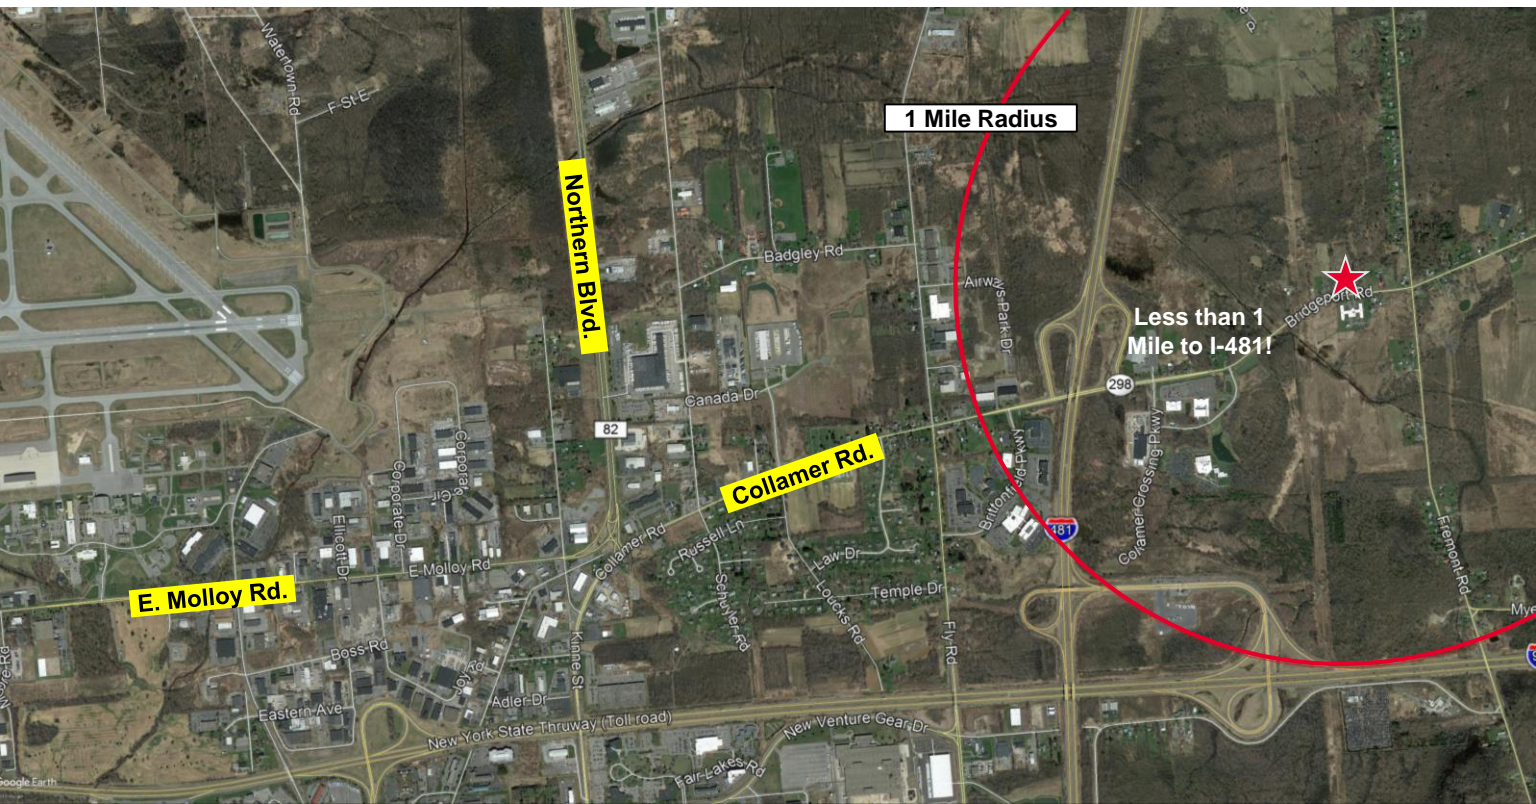 Watertown Rd
F St E
1 Mile Radius
Northern Blvd.
Badgley Rd
Airways Park Dr
Bridgeport Rd
Less than 1
Mile to I-481!
298
Canada Dr
82
Collamer Rd.
Corporate Cir
Corporate Dr
Ellicott Dr
Brittonfield Pkwy
Collamer Crossing Pkwy
481
Fremont Rd
Collamer Rd
Russell Ln
Law Dr
E Molloy Rd
E. Molloy Rd.
Temple Dr
Schuyler Rd
Loucks Rd
Fly Rd
Kinne St
Boss Rd
Joy Rd
Adler Dr
Eastern Ave
New York State Thruway (Toll road)
New Venture Gear Dr
Fair Lakes Rd
Google Earth